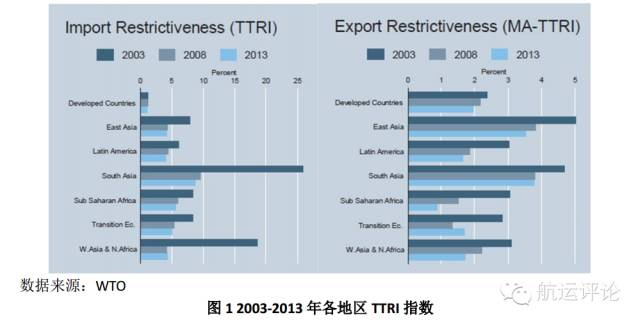 Import Restrictiveness (TTRI)
2003 2008 2013
Percent
0 5 10 15 20 25
Developed Countries
East Asia
Latin America
South Asia
Sub Saharan Africa
Transition Ec.
W.Asia & N.Africa
Export Restrictiveness (MA-TTRI)
2003 2008 2013
Percent
0 1 2 3 4 5
Developed Countries
East Asia
Latin America
South Asia
Sub Saharan Africa
Transition Ec.
W.Asia & N.Africa
数据来源：WTO
航运评论
图 1 2003-2013 年各地区 TTRI 指数